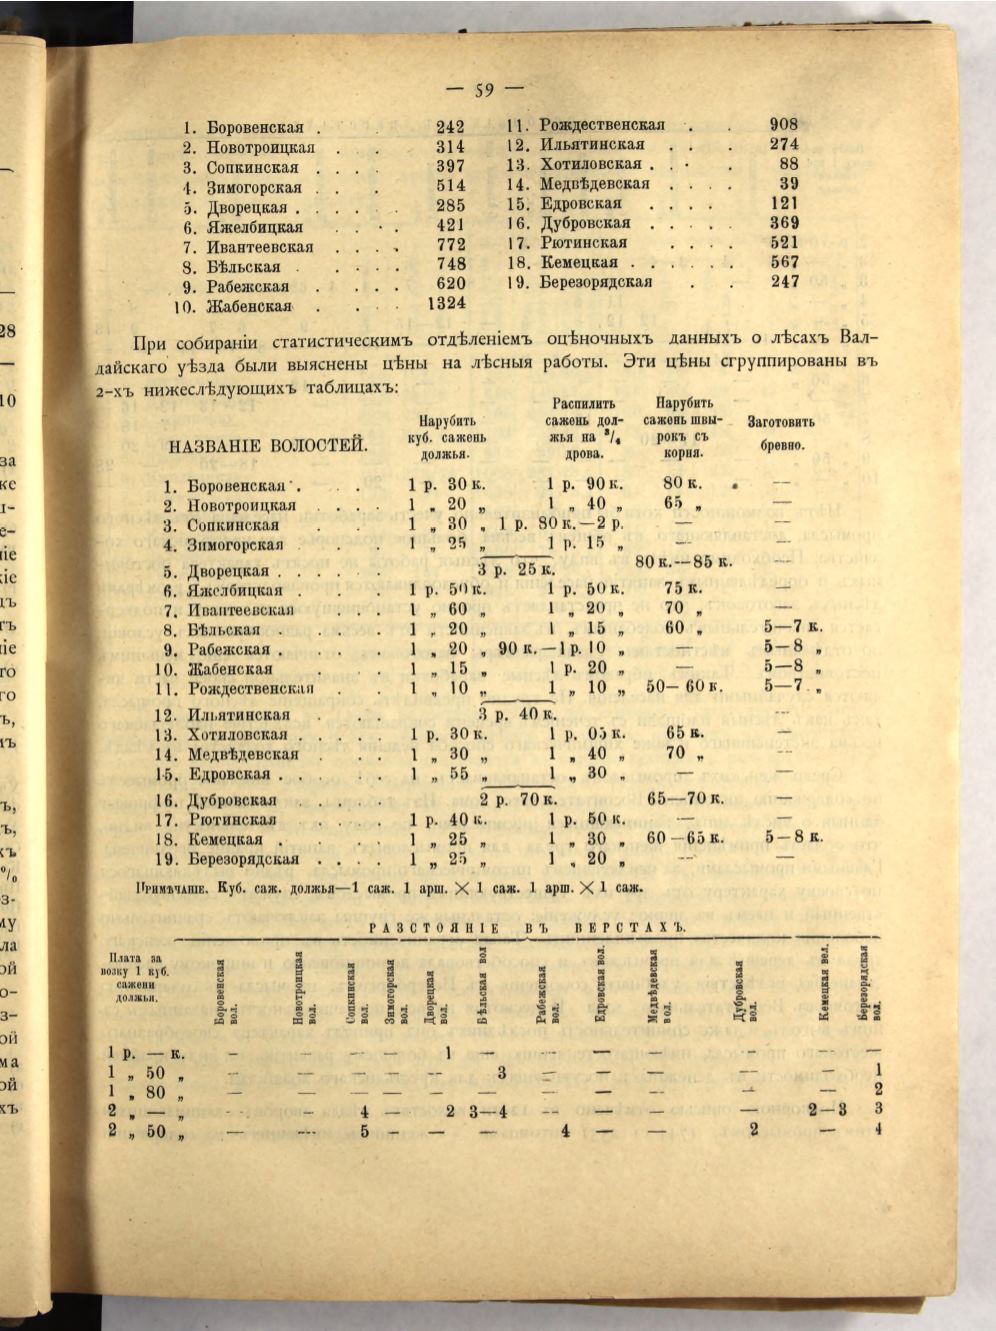 — 59 —
1. Боровенская . 242
2. Новотроицкая . . 314
3. Сопкинская . . . . 397
4. Зимогорская . . . 514
5. Дворецкая . . . . . . 285
6. Яжелбицкая . . . . 421
7. Ивантеевская . . . . 772
8. Бѣльская . . . . . 748
9. Рабежская . . . . 620
10. Жабенская . . . 1324
11. Рождественская . . 908
12. Ильятинская . . . 274
13. Хотиловская . . . . 88
14. Медвѣдевская . . . . 39
15. Едровская . . . . 121
16. Дубровская . . . . . 369
17. Рютинская . . . . 521
18. Кемецкая . . . . . . 567
19. Березорядская . . 247
При собираніи статистическимъ отдѣленіемъ оцѣночныхъ данныхъ о лѣсахъ Вал-
дайскаго уѣзда были выяснены цѣны на лѣсныя работы. Эти цѣны сгруппированы въ
2-хъ нижеслѣдующихъ таблицахъ:
НАЗВАНІЕ ВОЛОСТЕЙ.
Нарубить
куб. сажень
должья.
Распилить
сажень дол-
жья на ³/₄
дрова.
Нарубить
сажень швы-
рокъ съ
корня.
Заготовить
бревно.
1. Боровенская . . . 1 р. 30 к. 1 р. 90 к. 80 к. —
2. Новотроицкая . . . . 1 „ 20 „ 1 „ 40 „ 65 „ —
3. Сопкинская . . . 1 „ 30 „ 1 р. 80 к.—2 р. — —
4. Зимогорская . . . 1 „ 25 „ 1 р. 15 „ — —
5. Дворецкая . . . . . . 3 р. 25 к. 80 к.—85 к. —
6. Яжелбицкая . . . . 1 р. 50 к. 1 р. 50 к. 75 к. —
7. Ивантеевская . . . 1 „ 60 „ 1 „ 20 „ 70 „ —
8. Бѣльская . . . . . 1 „ 20 „ 1 „ 15 „ 60 „ 5—7 к.
9. Рабежская . . . . 1 „ 20 „ 90 к.—1 р. 10 „ — 5—8 „
10. Жабенская . . . 1 „ 15 „ 1 р. 20 „ — 5—8 „
11. Рождественская . . 1 „ 10 „ 1 „ 10 „ 50—60 к. 5—7 „
12. Ильятинская . . . 3 р. 40 к. —
13. Хотиловская . . . . . 1 р. 30 к. 1 р. 05 к. 65 к. —
14. Медвѣдевская . . . 1 „ 30 „ 1 „ 40 „ 70 „ —
15. Едровская . . . . . . 1 „ 55 „ 1 „ 30 „ — —
16. Дубровская . . . . . 2 р. 70 к. 65—70 к. —
17. Рютинская . . . . 1 р. 40 к. 1 р. 50 к. — —
18. Кемецкая . . . . . 1 „ 25 „ 1 „ 30 „ 60—65 к. 5—8 к.
19. Березорядская . . . . 1 „ 25 „ 1 „ 20 „ — —
Примѣчаніе. Куб. саж. должья—1 саж. 1 арш. × 1 саж. 1 арш. × 1 саж.
РАЗСТОЯНІЕ ВЪ ВЕРСТАХЪ.
Плата за
возку 1 куб.
сажени
должья.
Боровенская
вол.
Новотроицкая
вол.
Сопкинская
вол.
Зимогорская
вол.
Дворецкая
вол.
Бѣльская вол
Рабежская
вол.
Едровская вол.
Медвѣдевская
вол.
Дубровская
вол.
Кемецкая вел.
Березорядская
вол.
1 р. — к. — — — — 1 — — — — — — —
1 „ 50 „ — — — — — 3 — — — — — 1
1 „ 80 „ — — — — — — — — — — — 2
2 „ — „ — — 4 — 2 3—4 — — — — 2—3 3
2 „ 50 „ — — 5 — — — 4 — — 2 — 4